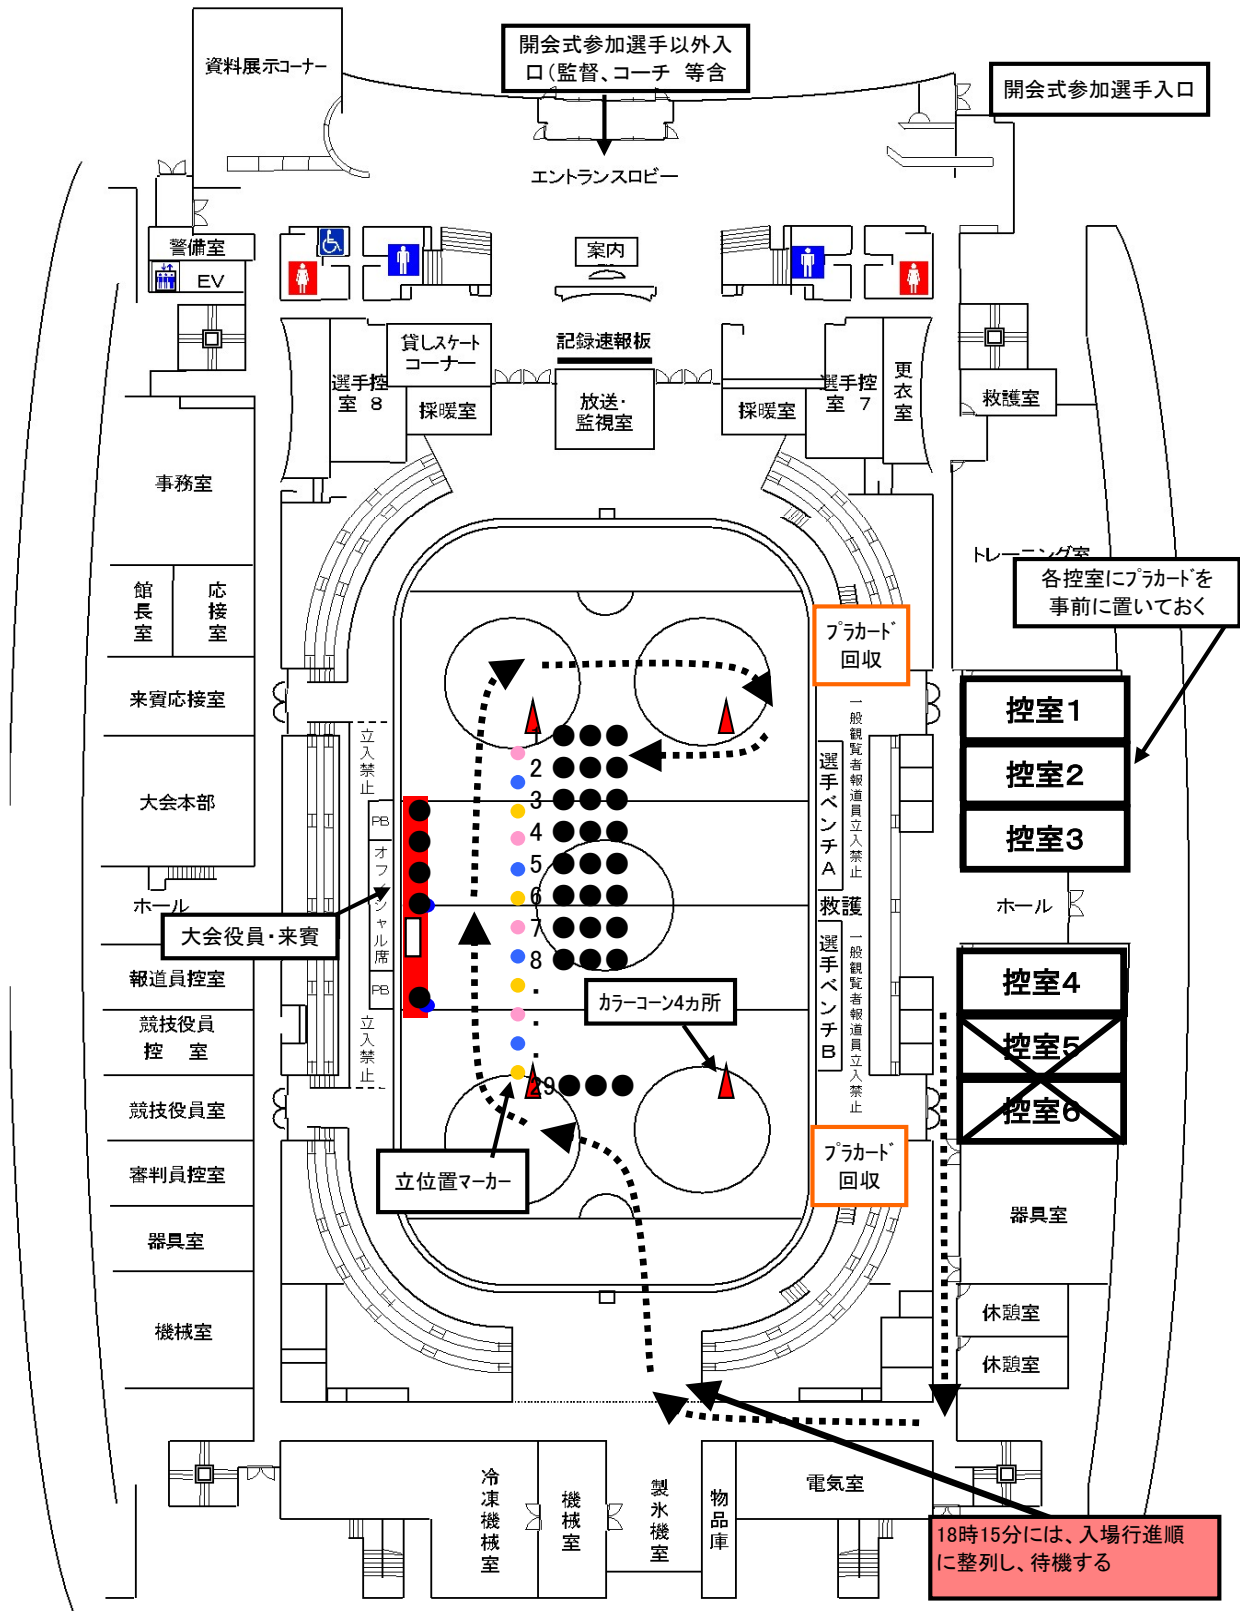 開会式参加選手以外入
口(監督、コーチ 等含
開会式参加選手入口
資料展示コーナー
エントランスロビー
警備室
EV
案内
記録速報板
貸しスケート
コーナー
選手控
室 8
採暖室
放送・
監視室
採暖室
選手控
室 7
更衣室
救護室
事務室
トレーニング室
各控室にプラカードを
事前に置いておく
館長室
応接室
プラカード
回収
来賓応接室
控室1
控室2
控室3
立入禁止
一般観覧者報道員立入禁止
選手ベンチA
大会本部
PB
オフィシャル席
PB
1
2
3
4
5
6
7
8
.
.
.
29
救護
ホール
ホール
大会役員・来賓
報道員控室
競技役員
控 室
選手ベンチB
一般観覧者報道員立入禁止
控室4
控室5
控室6
カラーコーン4ヵ所
立入禁止
競技役員室
審判員控室
立位置マーカー
プラカード
回収
器具室
器具室
機械室
休憩室
休憩室
冷凍機械室
機械室
製氷機室
物品庫
電気室
18時15分には、入場行進順
に整列し、待機する